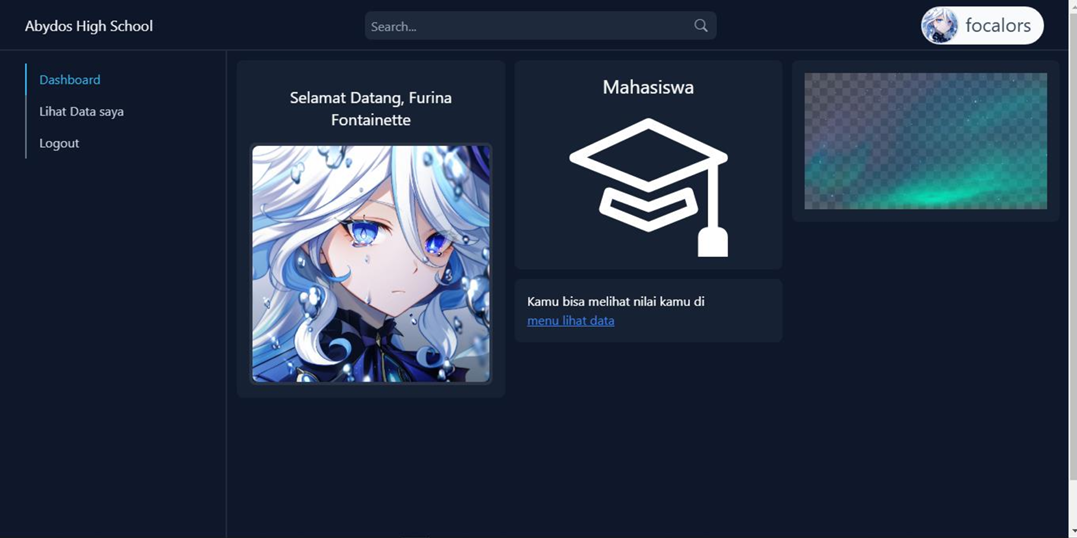 Abydos High School
Search...
focalors
Dashboard
Lihat Data saya
Logout
Selamat Datang, Furina
Fontainette
Mahasiswa
Kamu bisa melihat nilai kamu di
menu lihat data